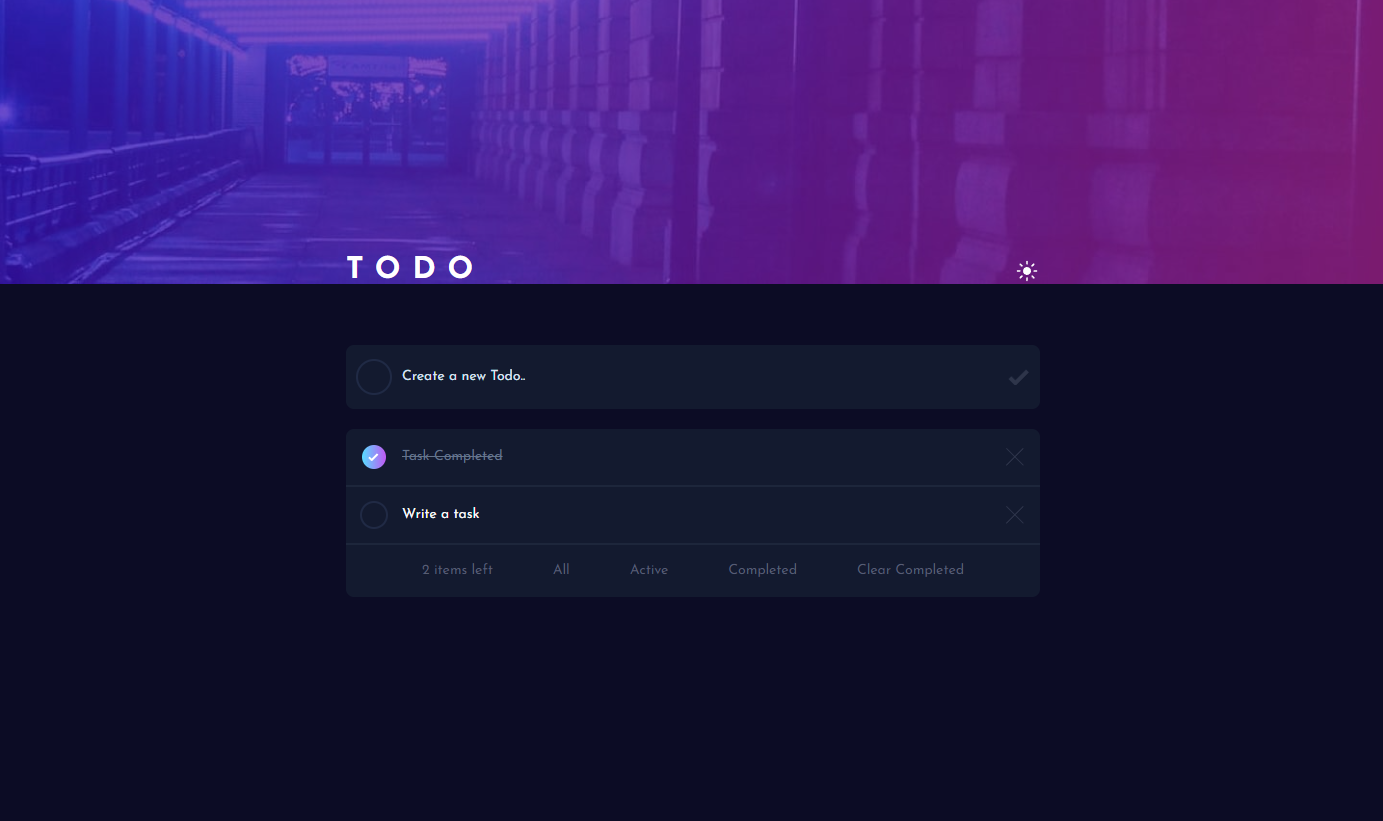 TODO
Create a new Todo..
Task Completed
Write a task
2 items left All Active Completed Clear Completed